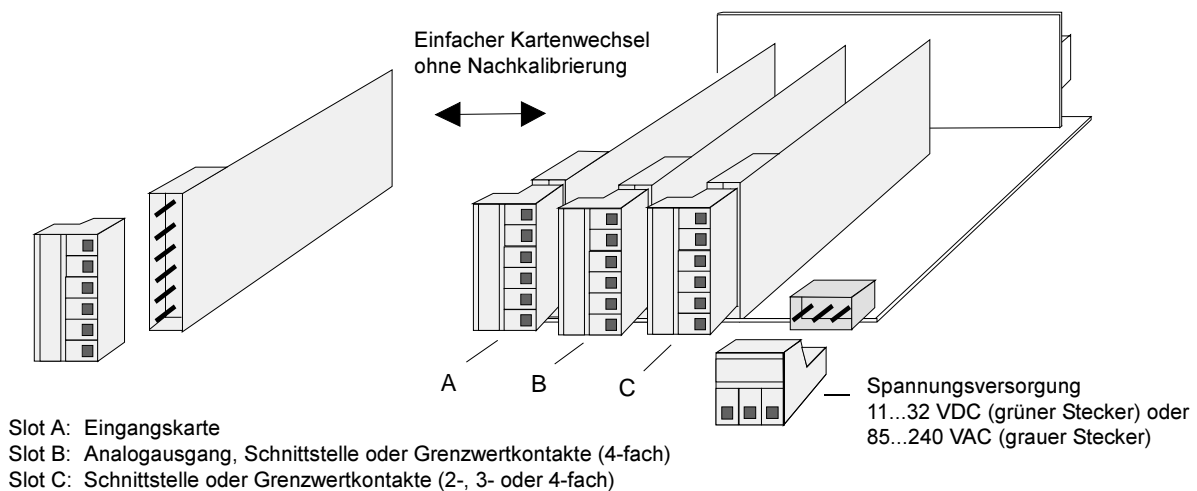 Einfacher Kartenwechsel
ohne Nachkalibrierung
A
B
C
Spannungsversorgung
11...32 VDC (grüner Stecker) oder
85...240 VAC (grauer Stecker)
Slot A: Eingangskarte
Slot B: Analogausgang, Schnittstelle oder Grenzwertkontakte (4-fach)
Slot C: Schnittstelle oder Grenzwertkontakte (2-, 3- oder 4-fach)